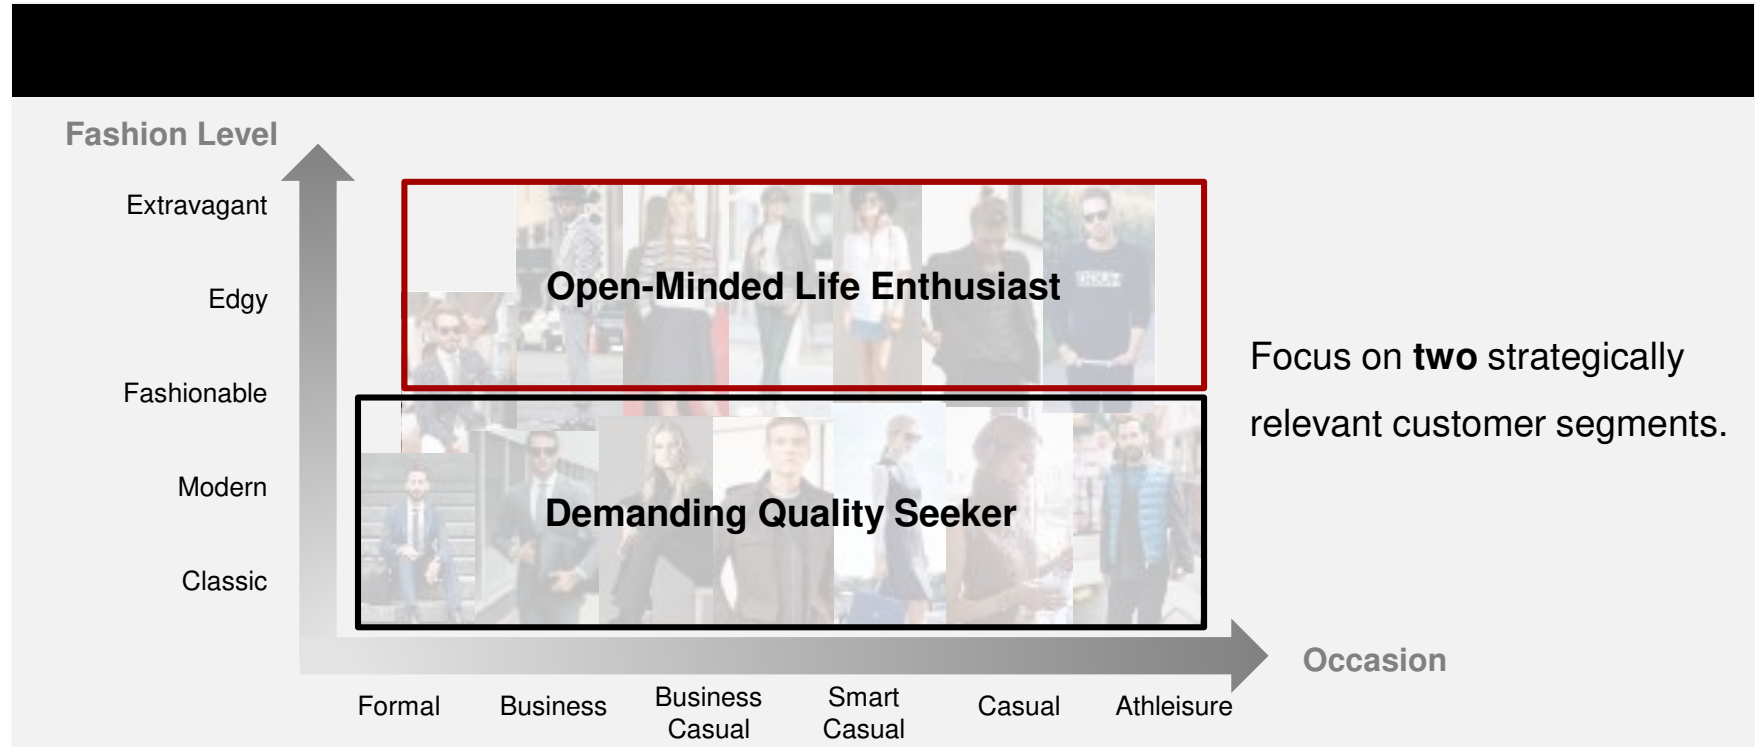 Fashion Level
Extravagant
Edgy
Fashionable
Modern
Classic
Open-Minded Life Enthusiast
Demanding Quality Seeker
Focus on two strategically
relevant customer segments.
Occasion
Formal
Business
Business
Casual
Smart
Casual
Casual
Athleisure